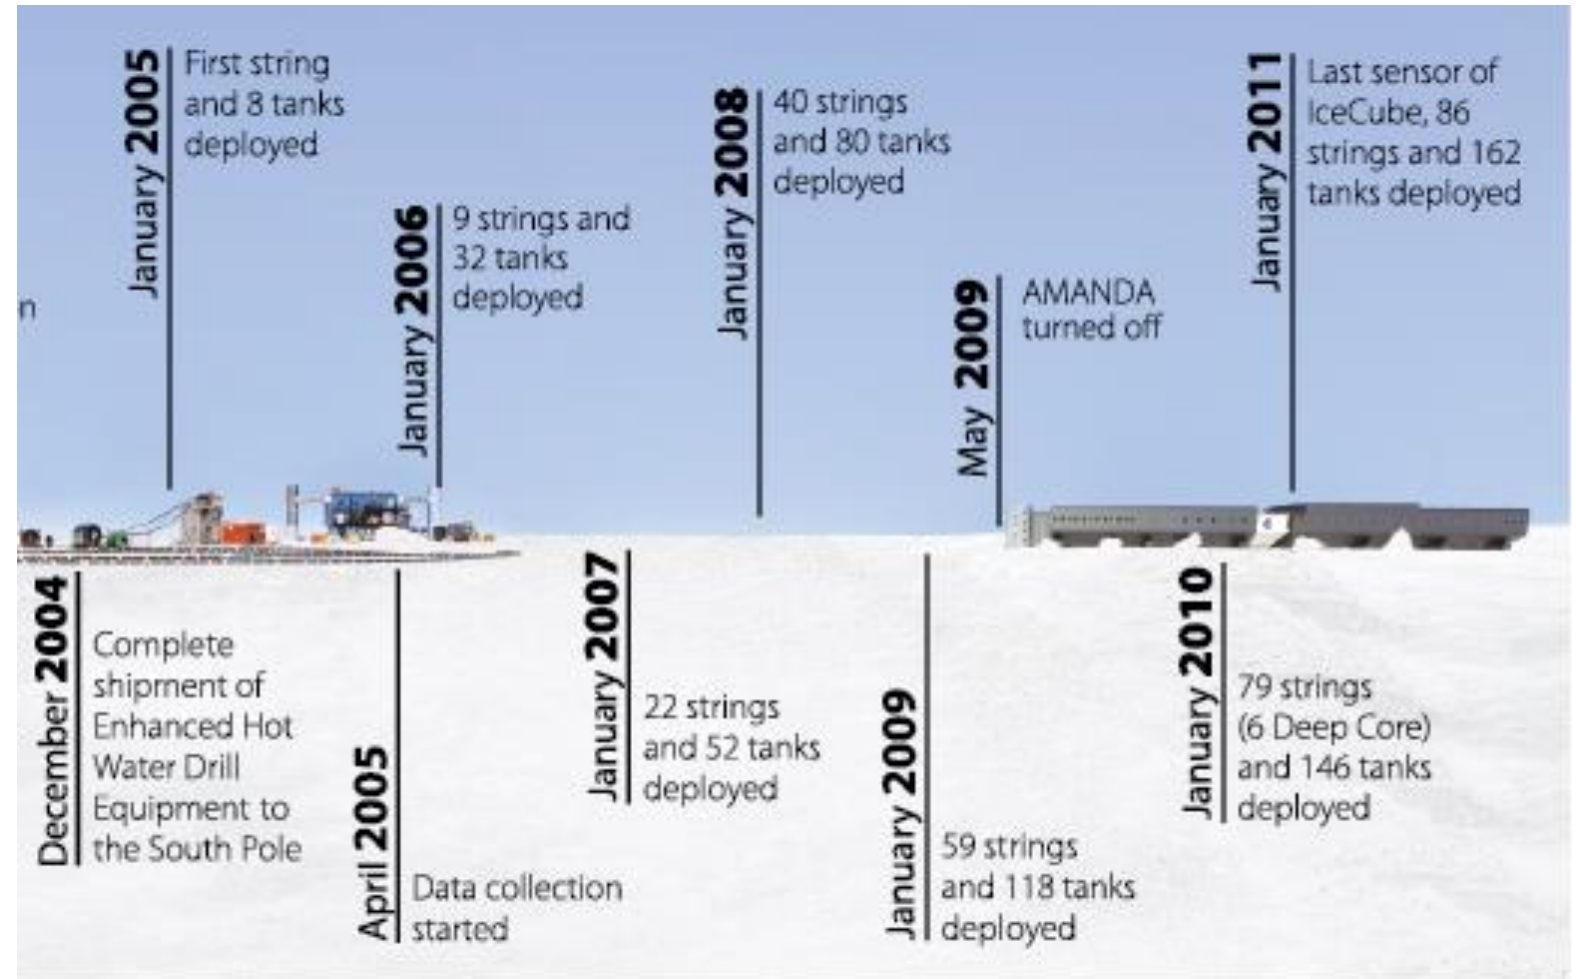 January 2005
First string
and 8 tanks
deployed
January 2006
9 strings and
32 tanks
deployed
January 2008
40 strings
and 80 tanks
deployed
May 2009
AMANDA
turned off
January 2011
Last sensor of
IceCube, 86
strings and 162
tanks deployed
n
December 2004
Complete
shipment of
Enhanced Hot
Water Drill
Equipment to
the South Pole
April 2005
Data collection
started
January 2007
22 strings
and 52 tanks
deployed
January 2009
59 strings
and 118 tanks
deployed
January 2010
79 strings
(6 Deep Core)
and 146 tanks
deployed